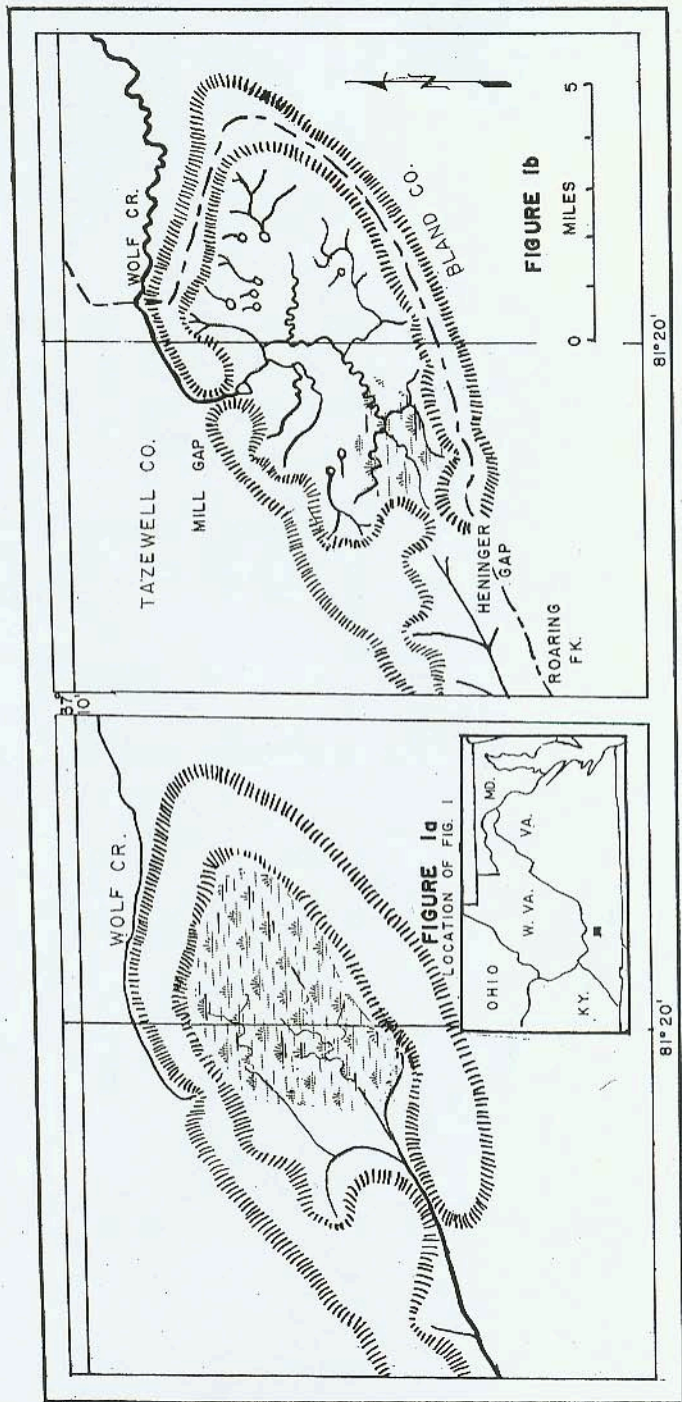 WOLF CR.
37°
10'
FIGURE 1a
LOCATION OF FIG. 1
OHIO
W. VA.
MD.
VA.
KY.
81° 20'
TAZEWELL CO.
WOLF CR.
MILL GAP
BLAND CO.
HENINGER
GAP
ROARING
FK.
FIGURE 1b
MILES
0
5
81° 20'